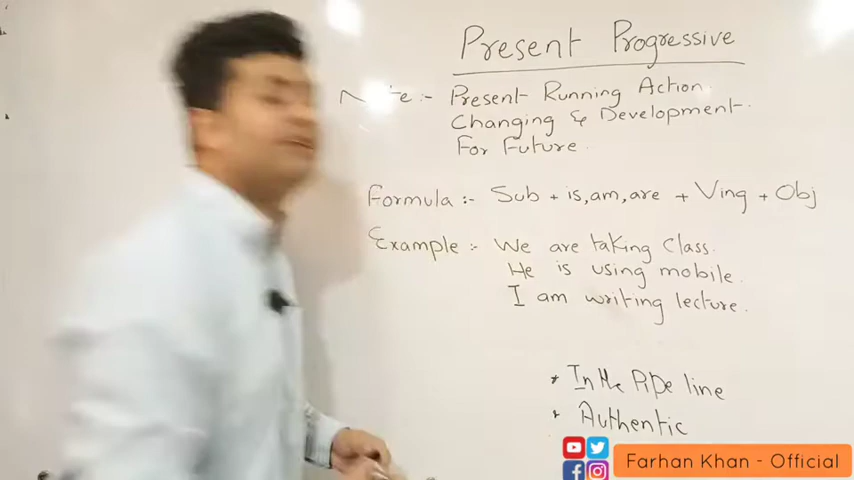 Present Progressive
Note :- Present Running Action
Changing & Development
For Future
Formula :- Sub + is, am, are + Ving + Obj
Example :- We are taking class.
He is using mobile.
I am writing lecture.
* In the Pipe line
* Authentic
Farhan Khan - Official